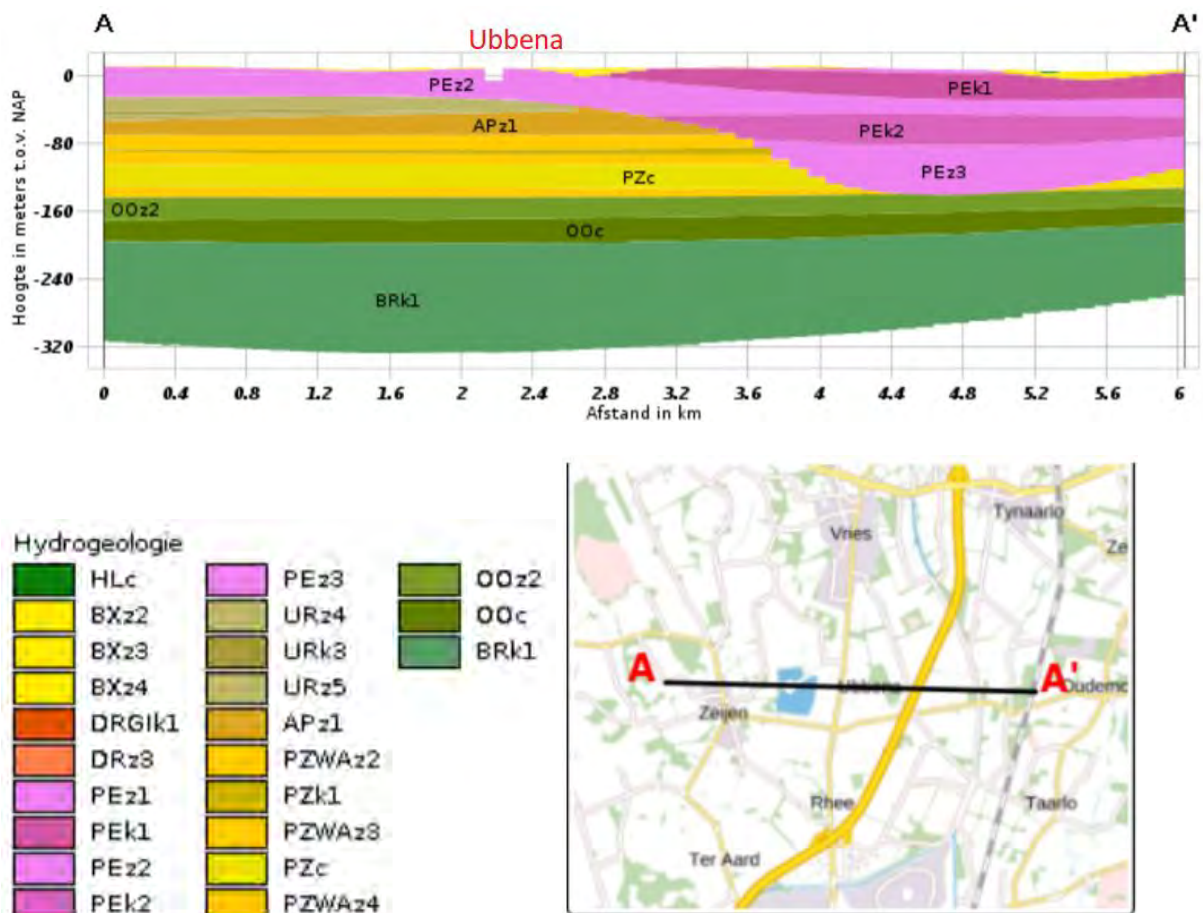 A
A'
Ubbena
Hoogte in meters t.o.v. NAP
0
-80
-160
-240
-320
PEz2
PEk1
APz1
PEk2
PZc
PEz3
OOz2
OOc
BRk1
0 0.4 0.8 1.2 1.6 2 2.4 2.8 3.2 3.6 4 4.4 4.8 5.2 5.6 6
Afstand in km
Hydrogeologie
HLc
BXz2
BXz3
BXz4
DRGIk1
DRz3
PEz1
PEk1
PEz2
PEk2
PEz3
URz4
URk3
URz5
APz1
PZWAz2
PZk1
PZWAz3
PZc
PZWAz4
OOz2
OOc
BRk1
Tynaarlo
Vries
Ze
A
Ubbena
A'
Oudemo
Zeijen
Rhee
Taarlo
Ter Aard